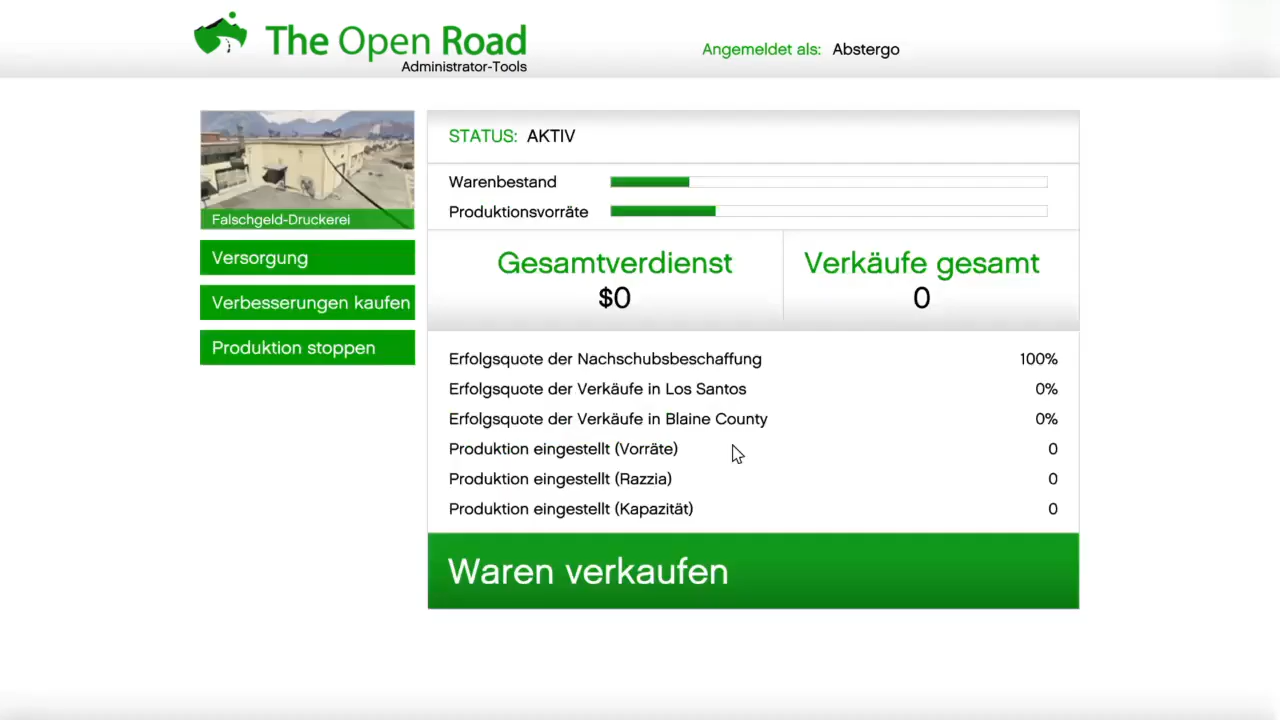 The Open Road
Administrator-Tools
Angemeldet als: Abstergo
Falschgeld-Druckerei
Versorgung
Verbesserungen kaufen
Produktion stoppen
STATUS: AKTIV
Warenbestand
Produktionsvorräte
Gesamtverdienst
$0
Verkäufe gesamt
0
Erfolgsquote der Nachschubsbeschaffung 100%
Erfolgsquote der Verkäufe in Los Santos 0%
Erfolgsquote der Verkäufe in Blaine County 0%
Produktion eingestellt (Vorräte) 0
Produktion eingestellt (Razzia) 0
Produktion eingestellt (Kapazität) 0
Waren verkaufen